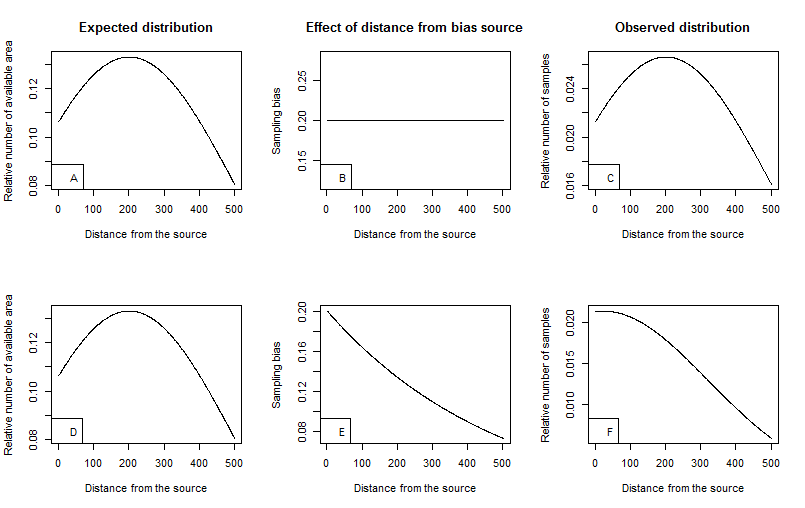 Expected distribution
Effect of distance from bias source
Observed distribution
Relative number of available area
0.08 0.10 0.12
A
0 100 200 300 400 500
Distance from the source
Sampling bias
0.15 0.20 0.25
B
0 100 200 300 400 500
Distance from the source
Relative number of samples
0.016 0.020 0.024
C
0 100 200 300 400 500
Distance from the source
Relative number of available area
0.08 0.10 0.12
D
0 100 200 300 400 500
Distance from the source
Sampling bias
0.08 0.12 0.16 0.20
E
0 100 200 300 400 500
Distance from the source
Relative number of samples
0.010 0.015 0.020
F
0 100 200 300 400 500
Distance from the source